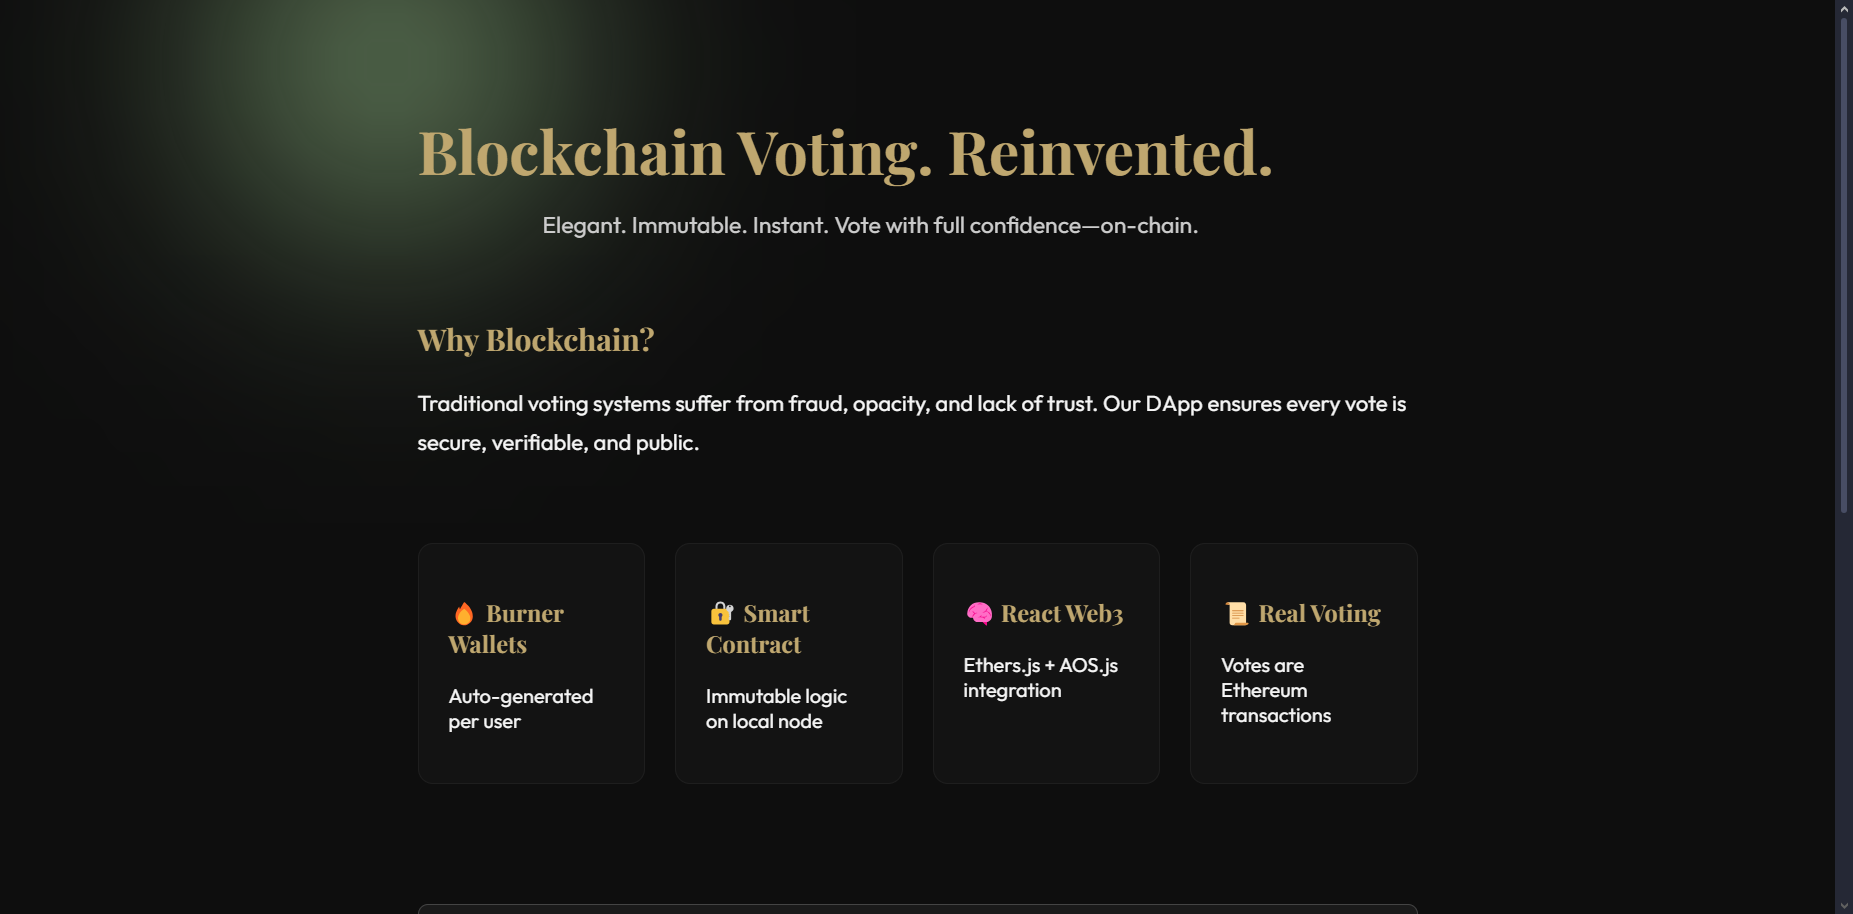 Blockchain Voting. Reinvented.
Elegant. Immutable. Instant. Vote with full confidence—on-chain.
Why Blockchain?
Traditional voting systems suffer from fraud, opacity, and lack of trust. Our DApp ensures every vote is
secure, verifiable, and public.
🔥 Burner
Wallets
Auto-generated
per user
🔐 Smart
Contract
Immutable logic
on local node
🧠 React Web3
Ethers.js + AOS.js
integration
📜 Real Voting
Votes are
Ethereum
transactions